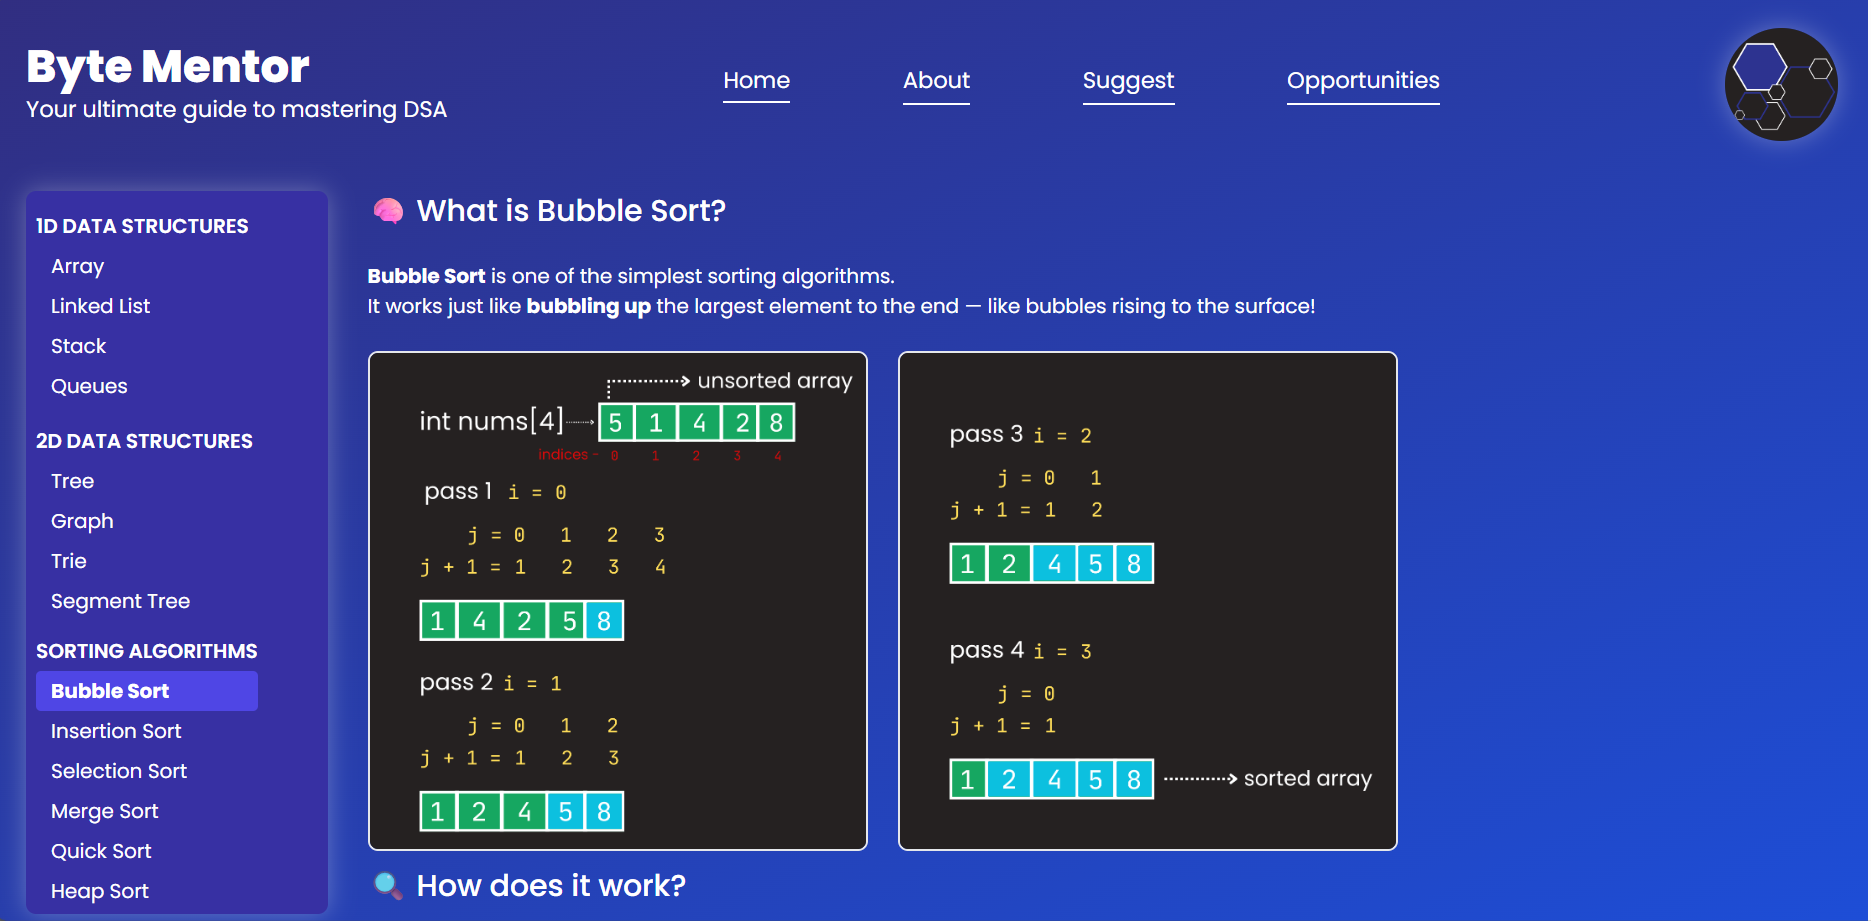 Byte Mentor
Your ultimate guide to mastering DSA
Home
About
Suggest
Opportunities
1D DATA STRUCTURES
Array
Linked List
Stack
Queues
2D DATA STRUCTURES
Tree
Graph
Trie
Segment Tree
SORTING ALGORITHMS
Bubble Sort
Insertion Sort
Selection Sort
Merge Sort
Quick Sort
Heap Sort
What is Bubble Sort?
Bubble Sort is one of the simplest sorting algorithms.
It works just like bubbling up the largest element to the end — like bubbles rising to the surface!
unsorted array
int nums[4] 5 1 4 2 8
indices - 0 1 2 3 4
pass 1 i = 0
j = 0 1 2 3
j + 1 = 1 2 3 4
1 4 2 5 8
pass 2 i = 1
j = 0 1 2
j + 1 = 1 2 3
1 2 4 5 8
pass 3 i = 2
j = 0 1
j + 1 = 1 2
1 2 4 5 8
pass 4 i = 3
j = 0
j + 1 = 1
1 2 4 5 8 sorted array
How does it work?